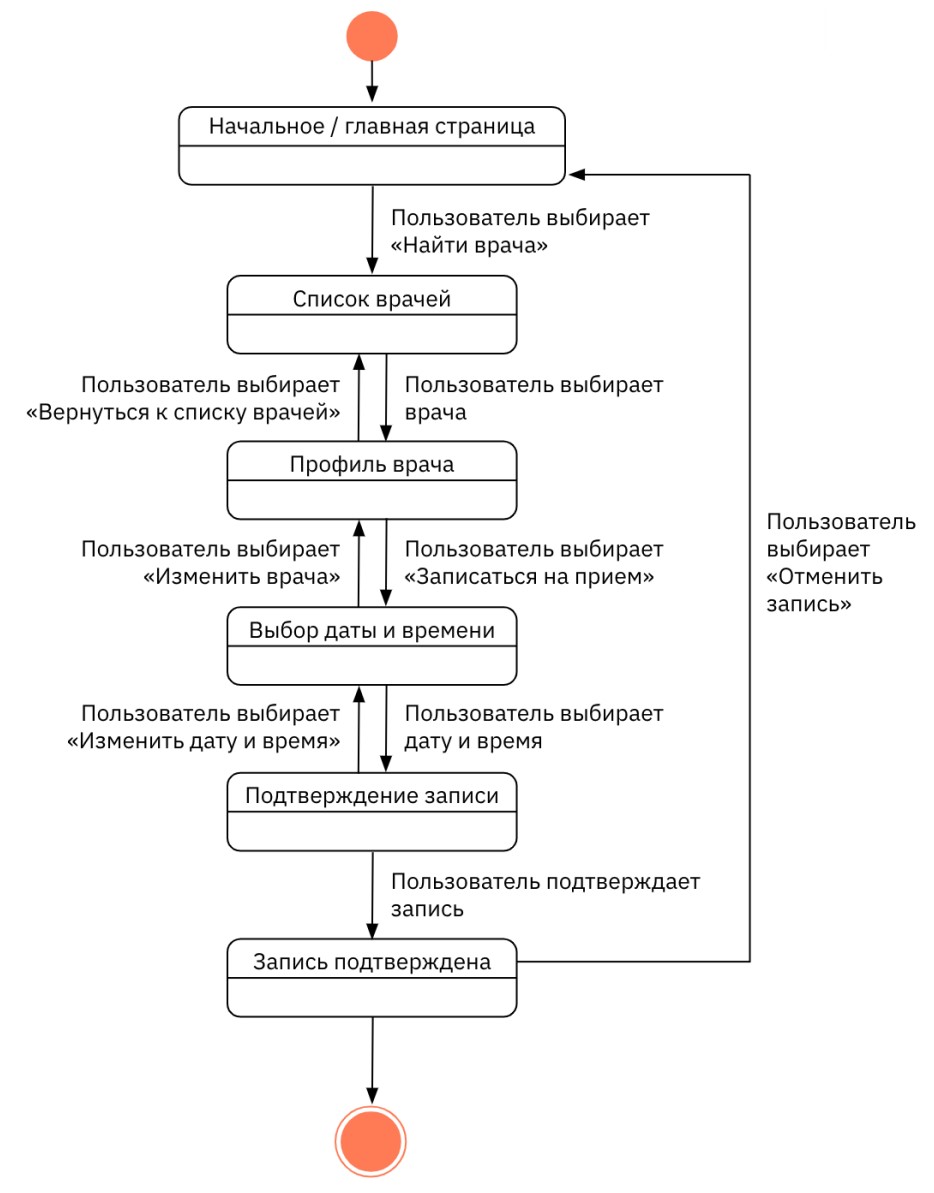 Начальное / главная страница
Пользователь выбирает
«Найти врача»
Список врачей
Пользователь выбирает
«Вернуться к списку врачей»
Пользователь выбирает
врача
Профиль врача
Пользователь выбирает
«Изменить врача»
Пользователь выбирает
«Записаться на прием»
Пользователь
выбирает
«Отменить
запись»
Выбор даты и времени
Пользователь выбирает
«Изменить дату и время»
Пользователь выбирает
дату и время
Подтверждение записи
Пользователь подтверждает
запись
Запись подтверждена